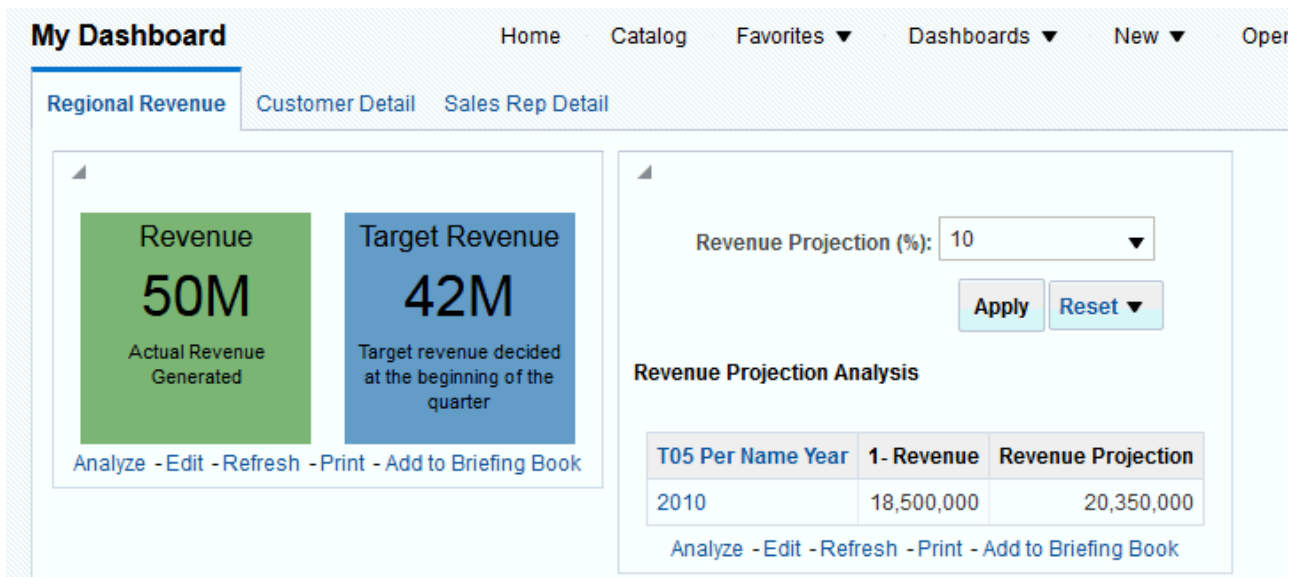 My Dashboard Home Catalog Favorites Dashboards New Oper
Regional Revenue Customer Detail Sales Rep Detail
Revenue
50M
Actual Revenue
Generated
Target Revenue
42M
Target revenue decided
at the beginning of the
quarter
Analyze - Edit - Refresh - Print - Add to Briefing Book
Revenue Projection (%): 10
Apply Reset
Revenue Projection Analysis
T05 Per Name Year 1- Revenue Revenue Projection
2010 18,500,000 20,350,000
Analyze - Edit - Refresh - Print - Add to Briefing Book